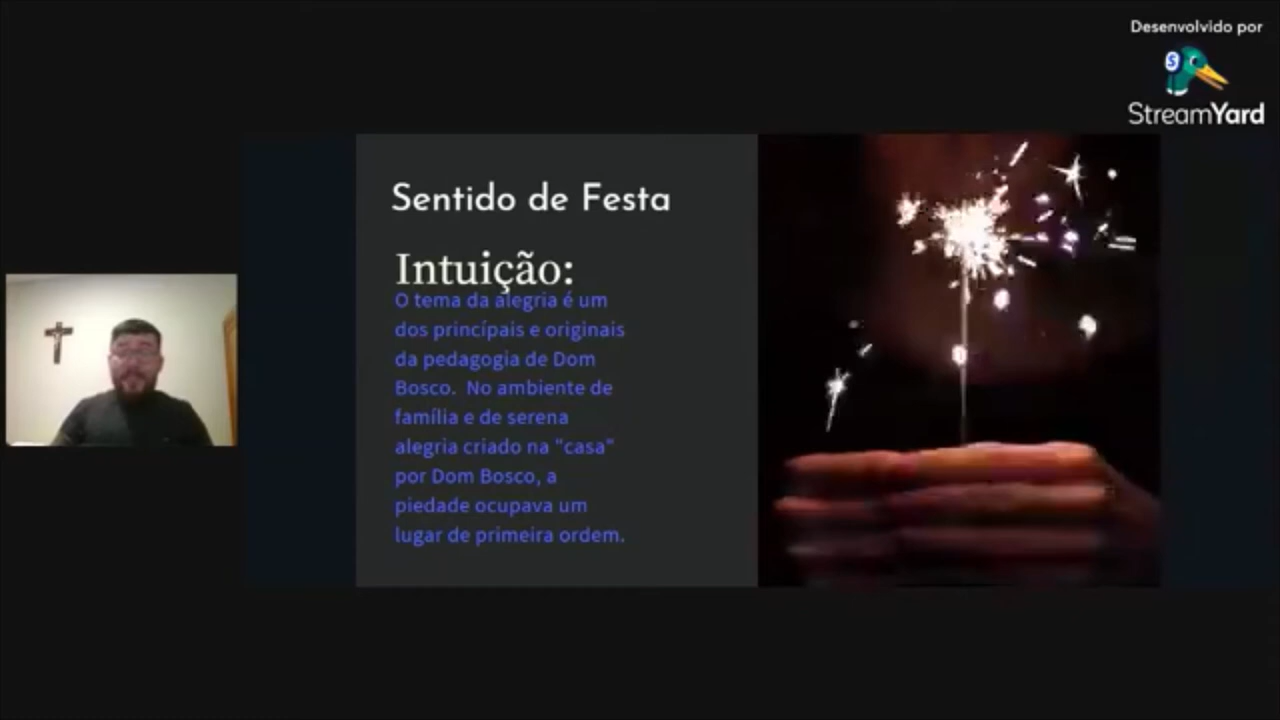 Desenvolvido por
StreamYard
Sentido de Festa
Intuição:
O tema da alegria é um
dos princípais e originais
da pedagogia de Dom
Bosco. No ambiente de
família e de serena
alegria criado na "casa"
por Dom Bosco, a
piedade ocupava um
lugar de primeira ordem.